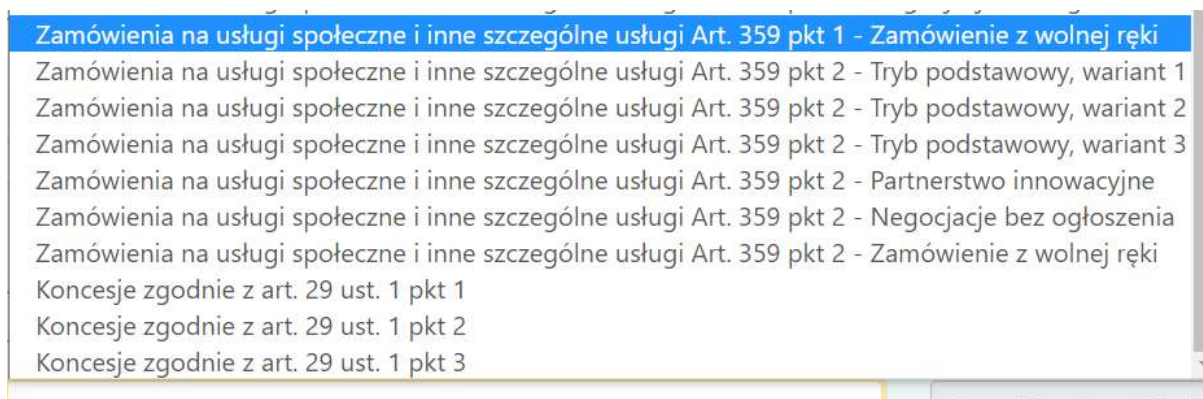 Zamówienia na usługi społeczne i inne szczególne usługi Art. 359 pkt 1 - Zamówienie z wolnej ręki
Zamówienia na usługi społeczne i inne szczególne usługi Art. 359 pkt 2 - Tryb podstawowy, wariant 1
Zamówienia na usługi społeczne i inne szczególne usługi Art. 359 pkt 2 - Tryb podstawowy, wariant 2
Zamówienia na usługi społeczne i inne szczególne usługi Art. 359 pkt 2 - Tryb podstawowy, wariant 3
Zamówienia na usługi społeczne i inne szczególne usługi Art. 359 pkt 2 - Partnerstwo innowacyjne
Zamówienia na usługi społeczne i inne szczególne usługi Art. 359 pkt 2 - Negocjacje bez ogłoszenia
Zamówienia na usługi społeczne i inne szczególne usługi Art. 359 pkt 2 - Zamówienie z wolnej ręki
Koncesje zgodnie z art. 29 ust. 1 pkt 1
Koncesje zgodnie z art. 29 ust. 1 pkt 2
Koncesje zgodnie z art. 29 ust. 1 pkt 3